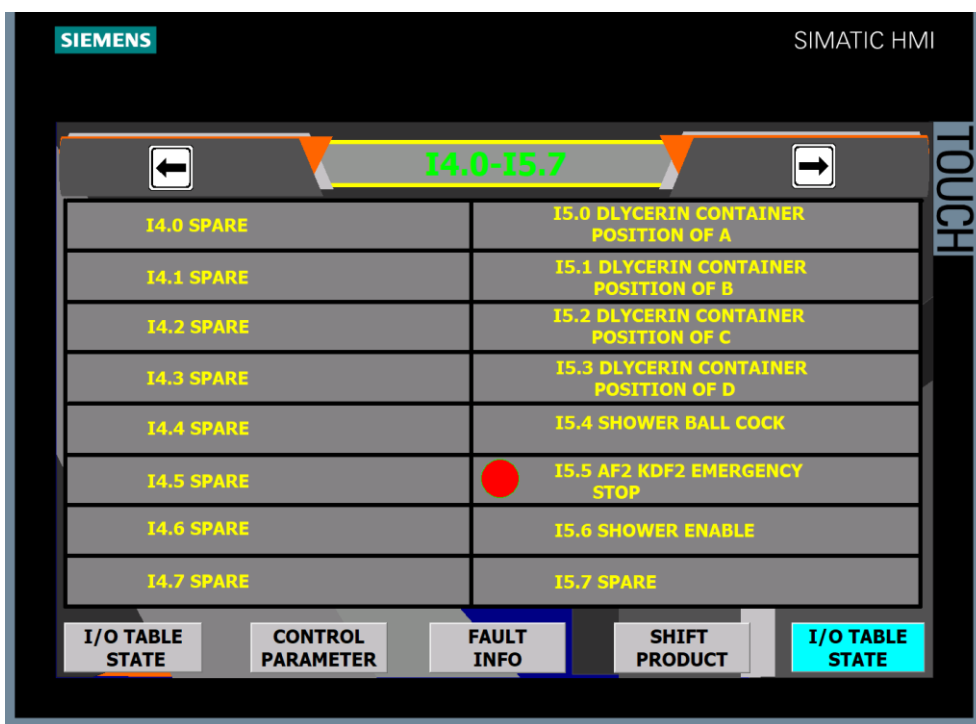 SIEMENS
SIMATIC HMI
TOUCH
I4.0-I5.7
I4.0 SPARE
I5.0 DLYCERIN CONTAINER
POSITION OF A
I4.1 SPARE
I5.1 DLYCERIN CONTAINER
POSITION OF B
I4.2 SPARE
I5.2 DLYCERIN CONTAINER
POSITION OF C
I4.3 SPARE
I5.3 DLYCERIN CONTAINER
POSITION OF D
I4.4 SPARE
I5.4 SHOWER BALL COCK
I4.5 SPARE
I5.5 AF2 KDF2 EMERGENCY
STOP
I4.6 SPARE
I5.6 SHOWER ENABLE
I4.7 SPARE
I5.7 SPARE
I/O TABLE
STATE
CONTROL
PARAMETER
FAULT
INFO
SHIFT
PRODUCT
I/O TABLE
STATE